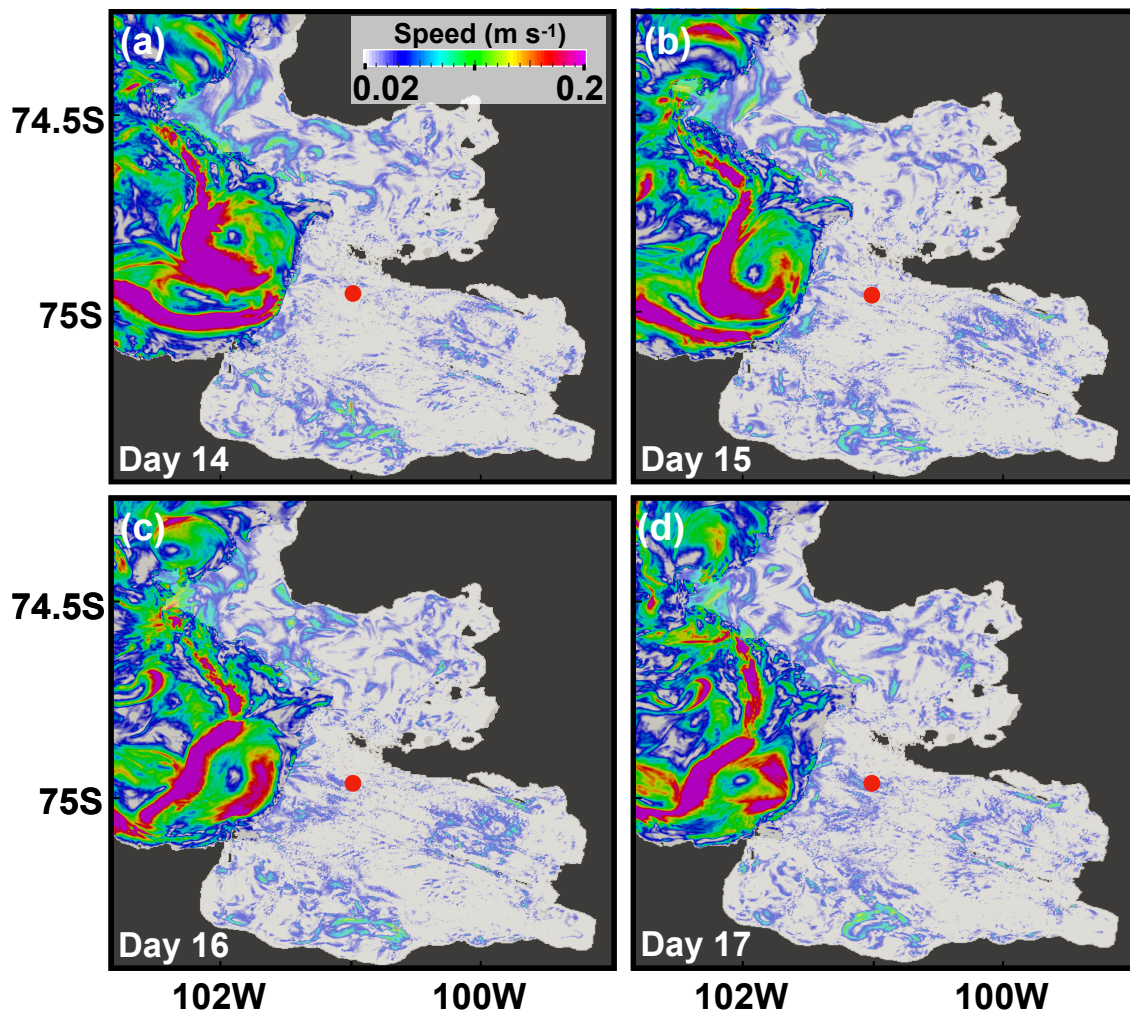 (a)
Speed (m s-1)
0.02 0.2
(b)
74.5S
75S
Day 14
Day 15
(c)
(d)
74.5S
75S
Day 16
Day 17
102W 100W 102W 100W